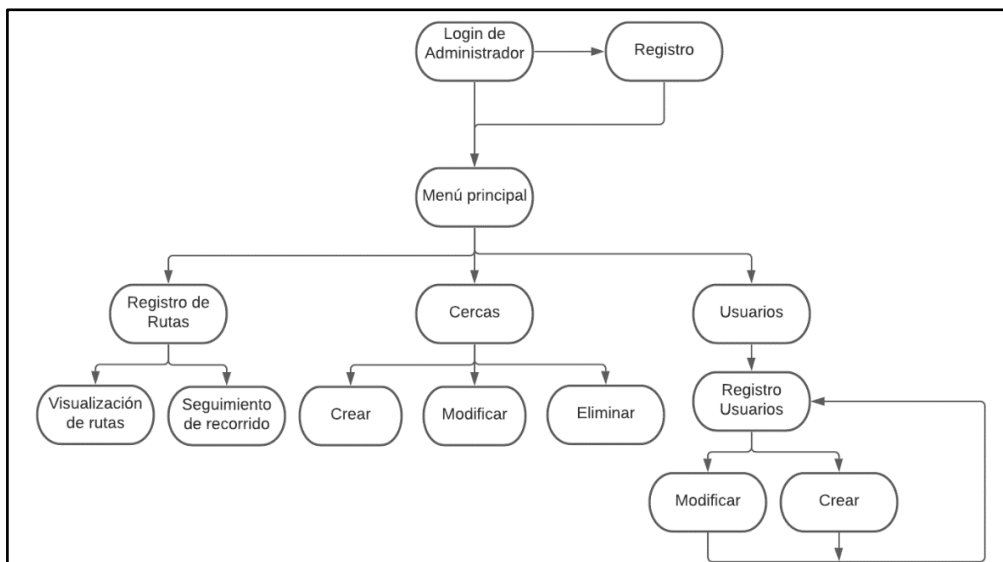 Login de
Administrador
Registro
Menú principal
Registro de
Rutas
Cercas
Usuarios
Visualización
de rutas
Seguimiento
de recorrido
Crear
Modificar
Eliminar
Registro
Usuarios
Modificar
Crear